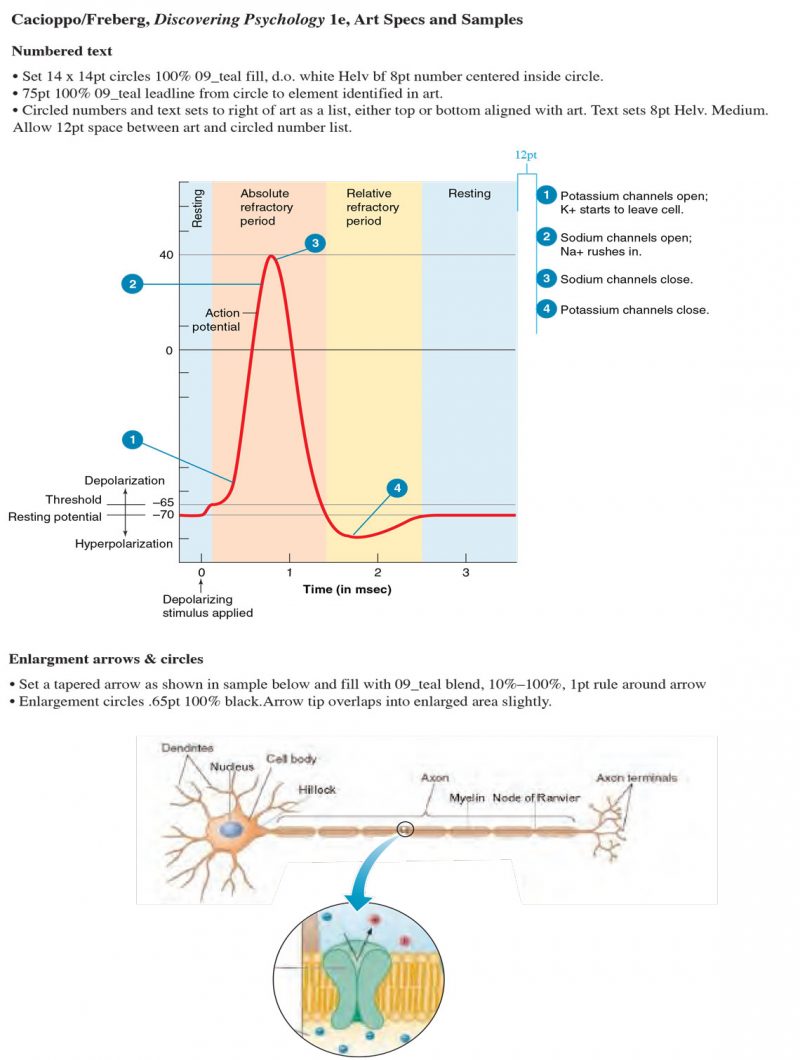 Cacioppo/Freberg, Discovering Psychology 1e, Art Specs and Samples
Numbered text
• Set 14 x 14pt circles 100% 09_teal fill, d.o. white Helv bf 8pt number centered inside circle.
• 75pt 100% 09_teal leadline from circle to element identified in art.
• Circled numbers and text sets to right of art as a list, either top or bottom aligned with art. Text sets 8pt Helv. Medium.
Allow 12pt space between art and circled number list.
12pt
Resting
Absolute
refractory
period
Relative
refractory
period
Resting
1 Potassium channels open;
K+ starts to leave cell.
2 Sodium channels open;
Na+ rushes in.
3 Sodium channels close.
4 Potassium channels close.
3
40
2
Action
potential
0
1
Depolarization
4
Threshold
–65
Resting potential
–70
Hyperpolarization
0 1 2 3
Time (in msec)
Depolarizing
stimulus applied
Enlargment arrows & circles
• Set a tapered arrow as shown in sample below and fill with 09_teal blend, 10%–100%, 1pt rule around arrow
• Enlargement circles .65pt 100% black.Arrow tip overlaps into enlarged area slightly.
Dendrites
Nucleus
Cell body
Hillock
Axon
Myelin
Node of Ranvier
Axon terminals